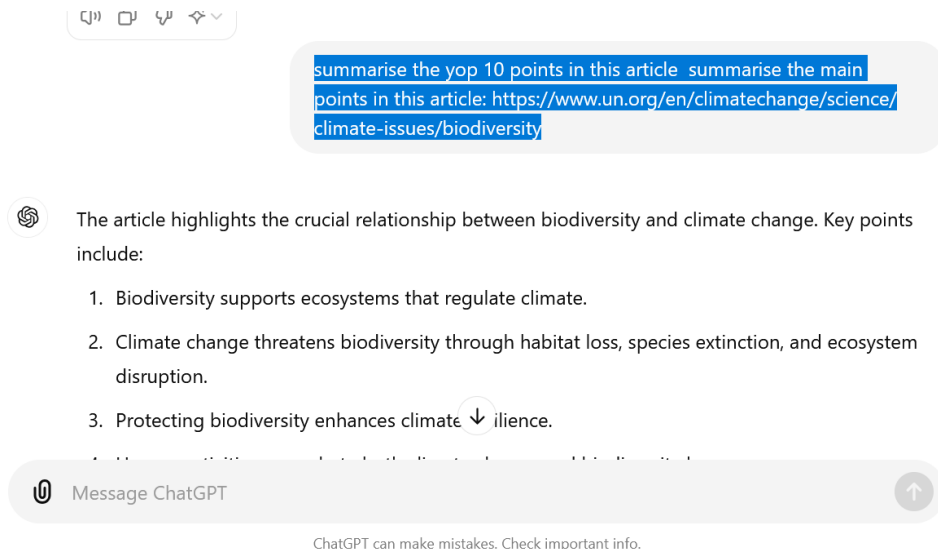 summarise the yop 10 points in this article  summarise the main
points in this article: https://www.un.org/en/climatechange/science/
climate-issues/biodiversity
The article highlights the crucial relationship between biodiversity and climate change. Key points
include:
1. Biodiversity supports ecosystems that regulate climate.
2. Climate change threatens biodiversity through habitat loss, species extinction, and ecosystem
disruption.
3. Protecting biodiversity enhances climate
Message ChatGPT
ChatGPT can make mistakes. Check important info.